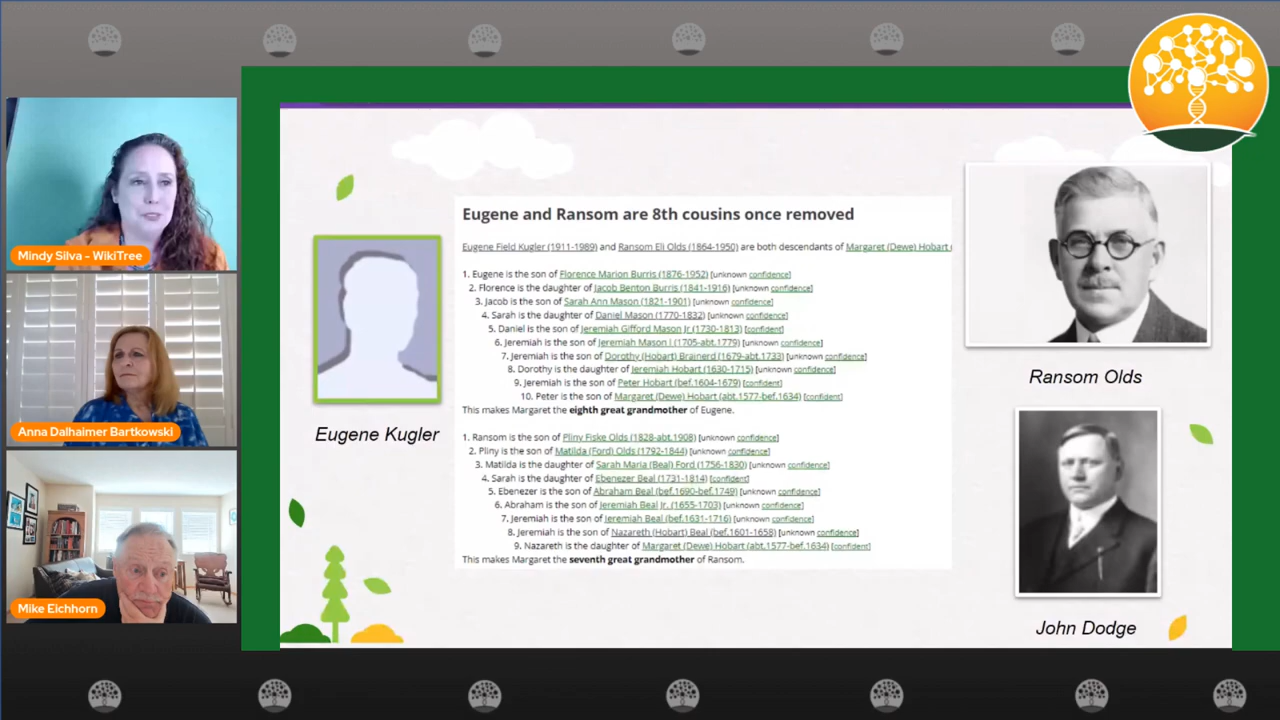 Mindy Silva - WikiTree
Anna Dalhaimer Bartkowski
Mike Eichhorn
Eugene Kugler
Eugene and Ransom are 8th cousins once removed
Eugene Field Kugler (1911-1989) and Ransom Eli Olds (1864-1950) are both descendants of Margaret (Dewe) Hobart (
1. Eugene is the son of Florence Marion Burris (1876-1952) [unknown confidence]
2. Florence is the daughter of Jacob Benton Burris (1841-1916) [unknown confidence]
3. Jacob is the son of Sarah Ann Mason (1821-1901) [unknown confidence]
4. Sarah is the daughter of Daniel Mason (1770-1832) [unknown confidence]
5. Daniel is the son of Jeremiah Gifford Mason Jr (1730-1813) [confident]
6. Jeremiah is the son of Jeremiah Mason I (1705-abt.1779) [unknown confidence]
7. Jeremiah is the son of Dorothy (Hobart) Brainerd (1679-abt.1733) [unknown confidence]
8. Dorothy is the daughter of Jeremiah Hobart (1630-1715) [unknown confidence]
9. Jeremiah is the son of Peter Hobart (bef.1604-1679) [confident]
10. Peter is the son of Margaret (Dewe) Hobart (abt.1577-bef.1634) [confident]
This makes Margaret the eighth great grandmother of Eugene.
1. Ransom is the son of Pliny Fiske Olds (1828-abt.1908) [unknown confidence]
2. Pliny is the son of Matilda (Ford) Olds (1792-1844) [unknown confidence]
3. Matilda is the daughter of Sarah Maria (Beal) Ford (1756-1830) [unknown confidence]
4. Sarah is the daughter of Ebenezer Beal (1731-1814) [confident]
5. Ebenezer is the son of Abraham Beal (bef.1690-bef.1749) [unknown confidence]
6. Abraham is the son of Jeremiah Beal Jr. (1655-1703) [unknown confidence]
7. Jeremiah is the son of Jeremiah Beal (bef.1631-1716) [unknown confidence]
8. Jeremiah is the son of Nazareth (Hobart) Beal (bef.1601-1658) [unknown confidence]
9. Nazareth is the daughter of Margaret (Dewe) Hobart (abt.1577-bef.1634) [confident]
This makes Margaret the seventh great grandmother of Ransom.
Ransom Olds
John Dodge